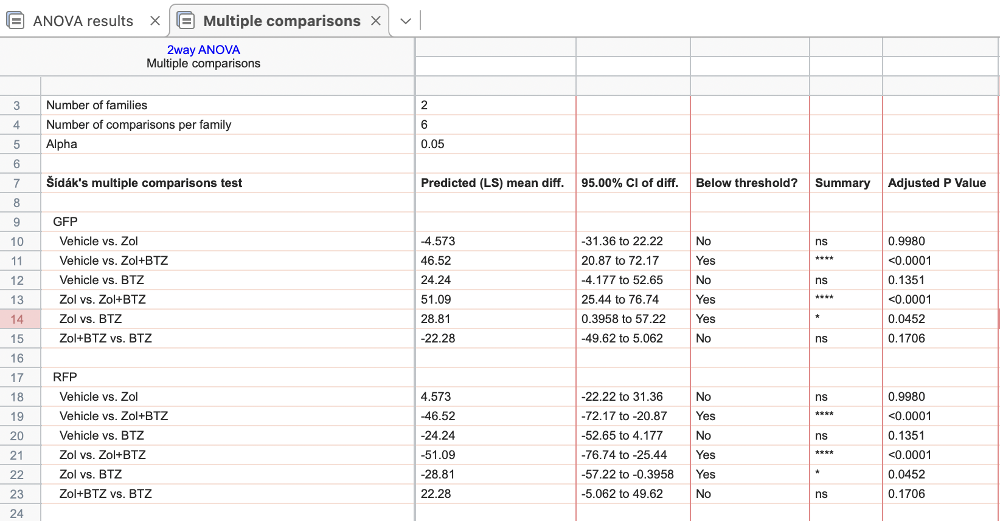 ANOVA results Multiple comparisons
2way ANOVA
Multiple comparisons
3 Number of families 2
4 Number of comparisons per family 6
5 Alpha 0.05
6
7 Šídák's multiple comparisons test Predicted (LS) mean diff. 95.00% CI of diff. Below threshold? Summary Adjusted P Value
8
9 GFP
10 Vehicle vs. Zol -4.573 -31.36 to 22.22 No ns 0.9980
11 Vehicle vs. Zol+BTZ 46.52 20.87 to 72.17 Yes **** <0.0001
12 Vehicle vs. BTZ 24.24 -4.177 to 52.65 No ns 0.1351
13 Zol vs. Zol+BTZ 51.09 25.44 to 76.74 Yes **** <0.0001
14 Zol vs. BTZ 28.81 0.3958 to 57.22 Yes * 0.0452
15 Zol+BTZ vs. BTZ -22.28 -49.62 to 5.062 No ns 0.1706
16
17 RFP
18 Vehicle vs. Zol 4.573 -22.22 to 31.36 No ns 0.9980
19 Vehicle vs. Zol+BTZ -46.52 -72.17 to -20.87 Yes **** <0.0001
20 Vehicle vs. BTZ -24.24 -52.65 to 4.177 No ns 0.1351
21 Zol vs. Zol+BTZ -51.09 -76.74 to -25.44 Yes **** <0.0001
22 Zol vs. BTZ -28.81 -57.22 to -0.3958 Yes * 0.0452
23 Zol+BTZ vs. BTZ 22.28 -5.062 to 49.62 No ns 0.1706
24